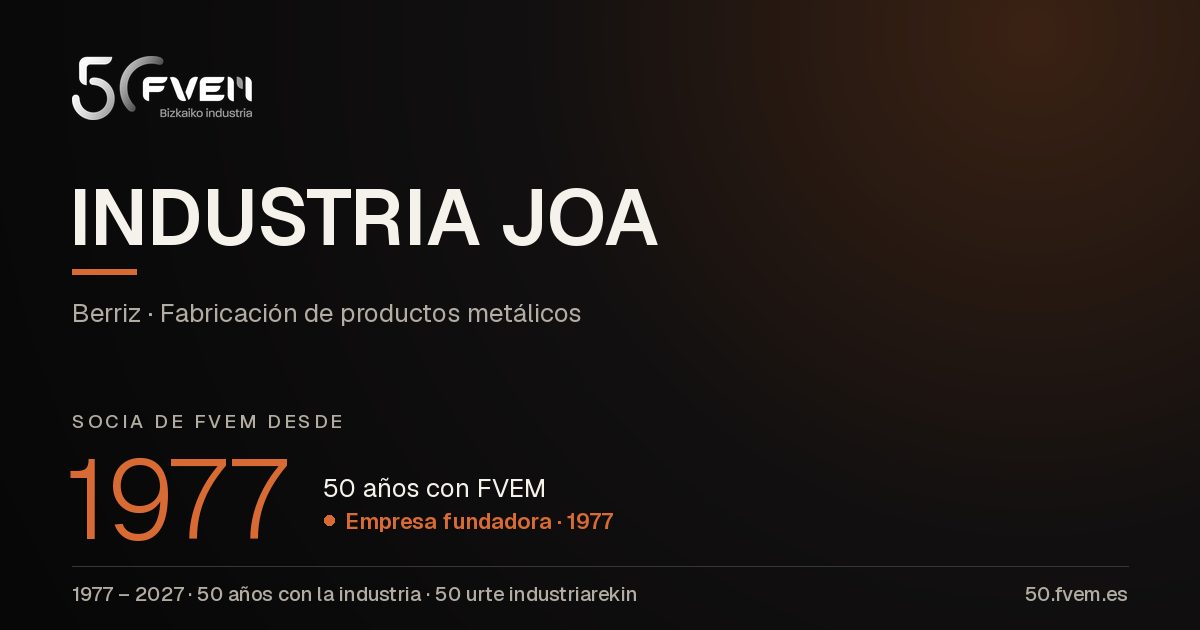 50 FVEM
Bizkaiko industria
INDUSTRIA JOA
Berriz · Fabricación de productos metálicos
SOCIA DE FVEM DESDE
1977
50 años con FVEM
Empresa fundadora · 1977
1977 – 2027 · 50 años con la industria · 50 urte industriarekin
50.fvem.es